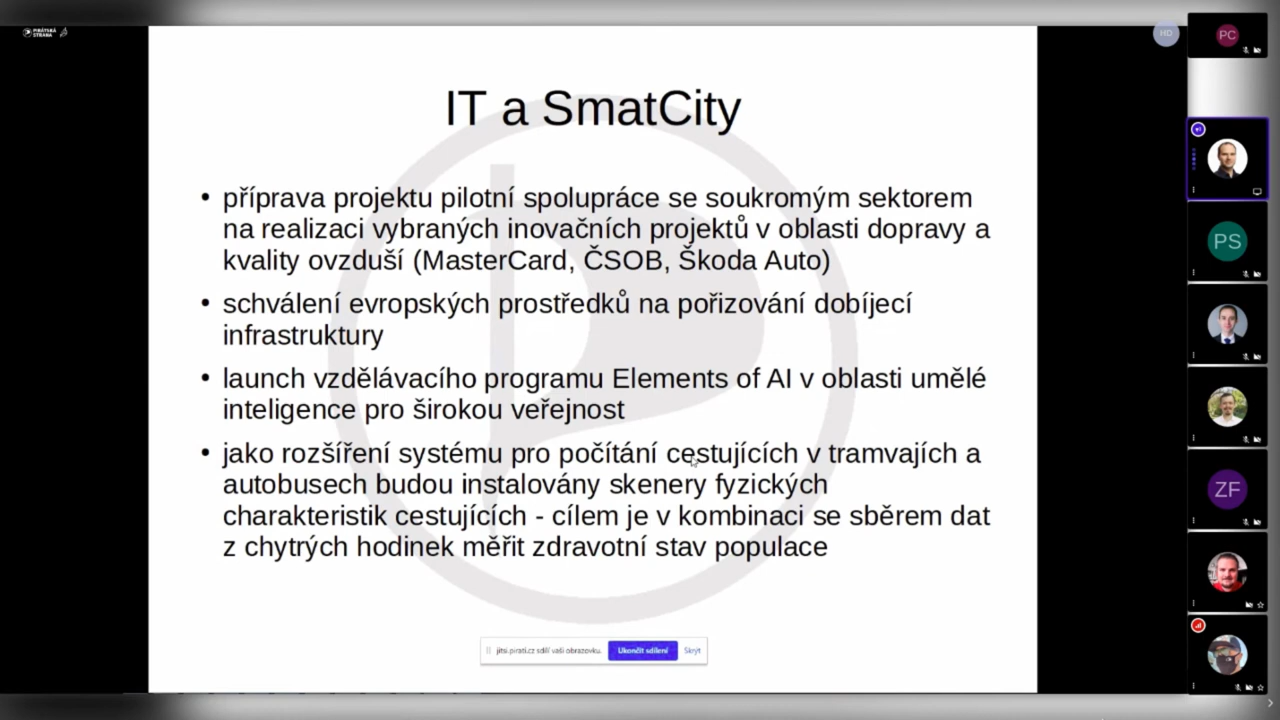 PIRÁTSKÁ
STRANA
HD
PC
IT a SmatCity
• příprava projektu pilotní spolupráce se soukromým sektorem
na realizaci vybraných inovačních projektů v oblasti dopravy a
kvality ovzduší (MasterCard, ČSOB, Škoda Auto)
• schválení evropských prostředků na pořizování dobíjecí
infrastruktury
• launch vzdělávacího programu Elements of AI v oblasti umělé
inteligence pro širokou veřejnost
• jako rozšíření systému pro počítání cestujících v tramvajích a
autobusech budou instalovány skenery fyzických
charakteristik cestujících - cílem je v kombinaci se sběrem dat
z chytrých hodinek měřit zdravotní stav populace
PS
ZF
jitsi.pirati.cz sdílí vaši obrazovku.
Ukončit sdílení
Skrýt